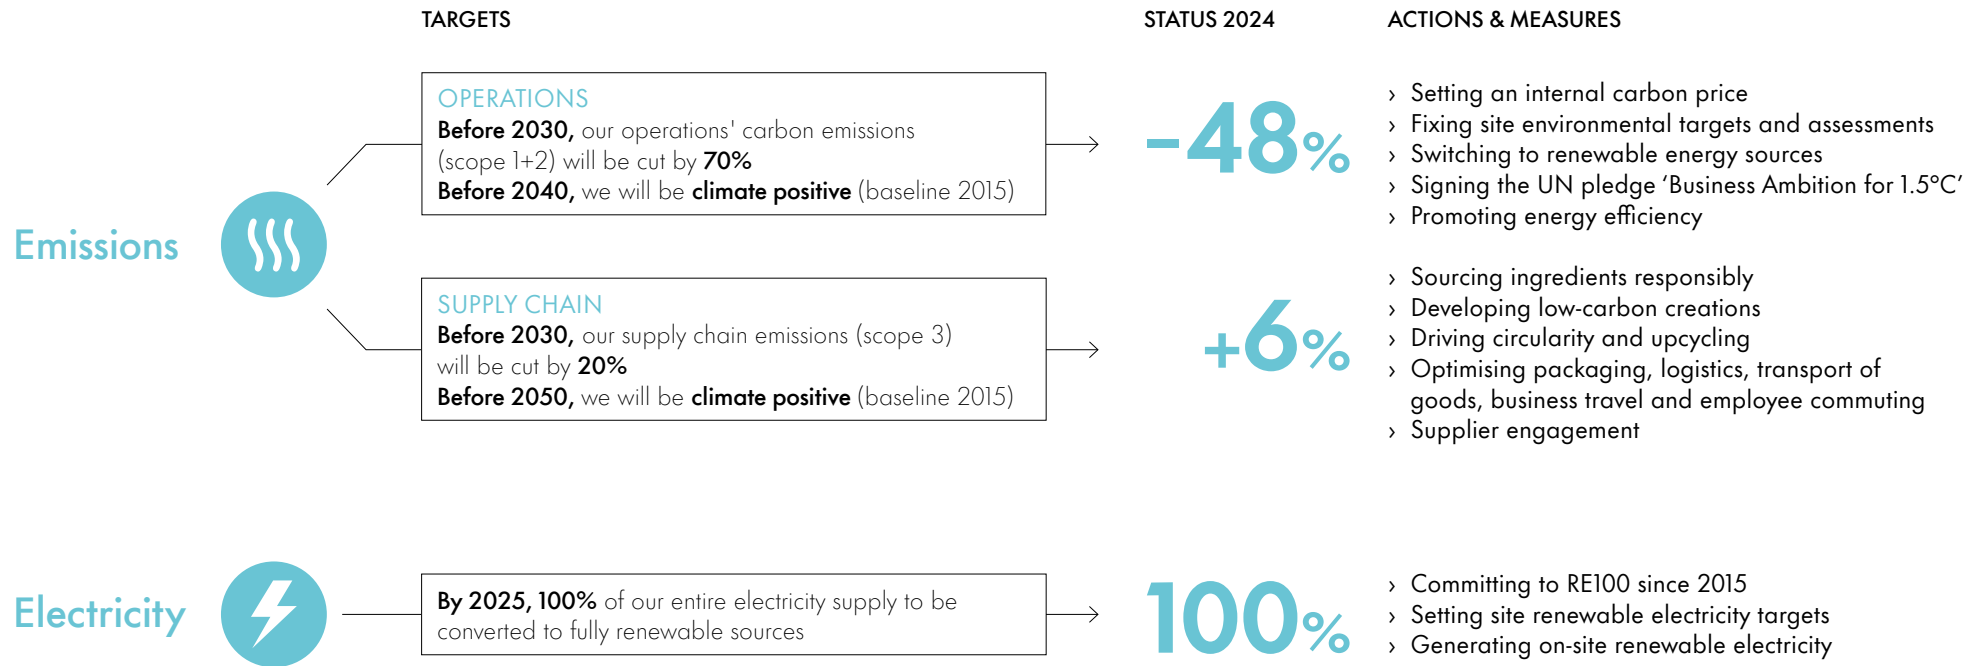 TARGETS
STATUS 2024
ACTIONS & MEASURES
Emissions
OPERATIONS
Before 2030, our operations' carbon emissions
(scope 1+2) will be cut by 70%
Before 2040, we will be climate positive (baseline 2015)
–48%
› Setting an internal carbon price
› Fixing site environmental targets and assessments
› Switching to renewable energy sources
› Signing the UN pledge ‘Business Ambition for 1.5°C’
› Promoting energy efficiency
SUPPLY CHAIN
Before 2030, our supply chain emissions (scope 3)
will be cut by 20%
Before 2050, we will be climate positive (baseline 2015)
+6%
› Sourcing ingredients responsibly
› Developing low-carbon creations
› Driving circularity and upcycling
› Optimising packaging, logistics, transport of
goods, business travel and employee commuting
› Supplier engagement
Electricity
By 2025, 100% of our entire electricity supply to be
converted to fully renewable sources
100%
› Committing to RE100 since 2015
› Setting site renewable electricity targets
› Generating on-site renewable electricity